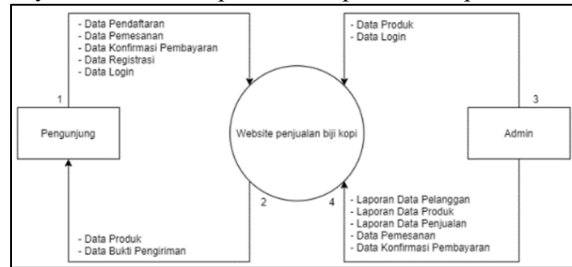 - Data Pendaftaran
- Data Pemesanan
- Data Konfirmasi Pembayaran
- Data Registrasi
- Data Login
- Data Produk
- Data Login
1
3
Pengunjung
Website penjualan biji kopi
Admin
2
4
- Data Produk
- Data Bukti Pengiriman
- Laporan Data Pelanggan
- Laporan Data Produk
- Laporan Data Penjualan
- Data Pemesanan
- Data Konfirmasi Pembayaran